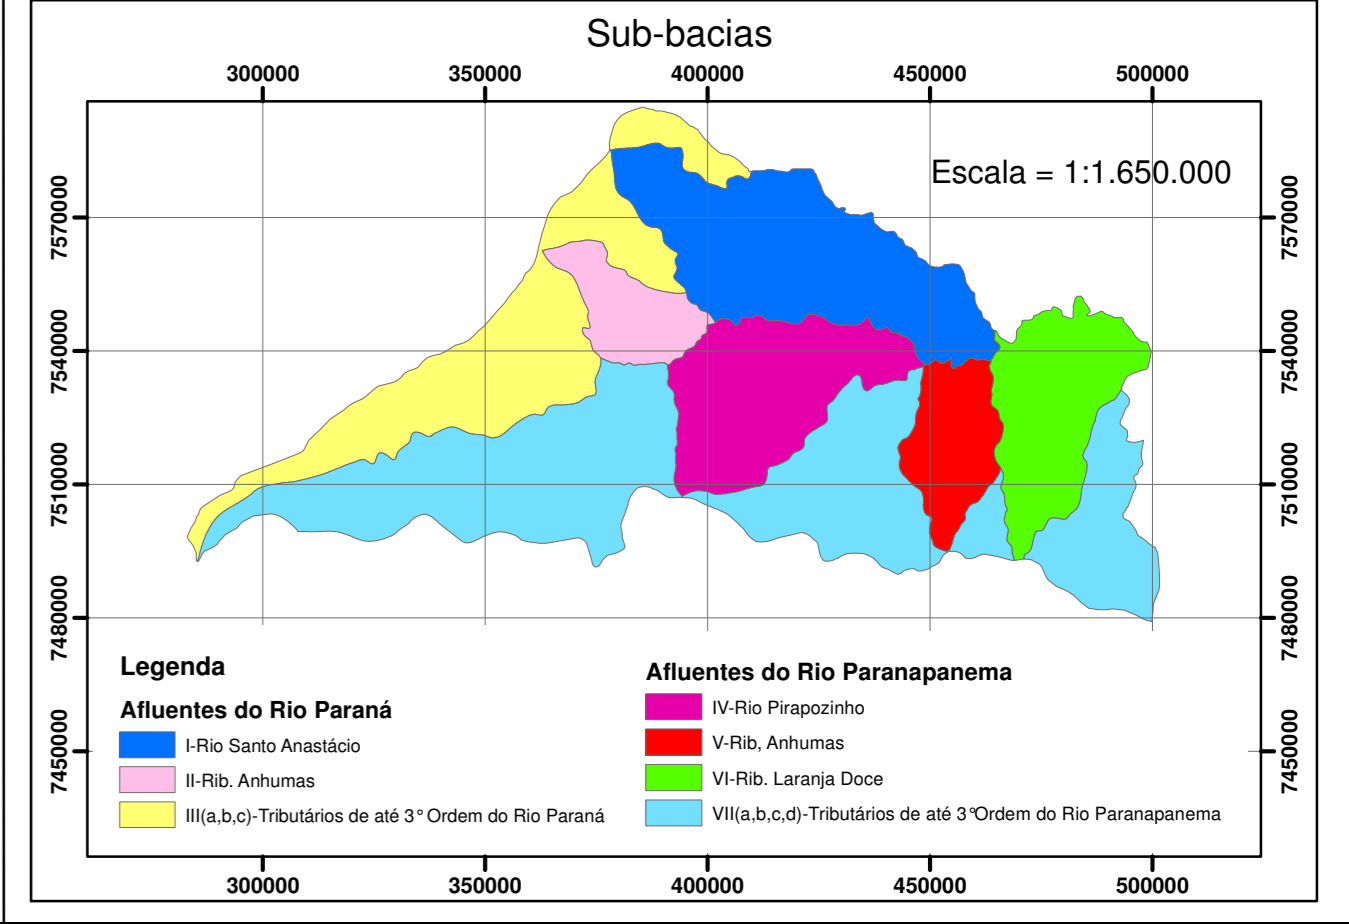 Sub-bacias
300000 350000 400000 450000 500000
Escala = 1:1.650.000
7570000 7570000
7540000 7540000
7510000 7510000
7480000 7480000
7450000 7450000
Legenda
Afluentes do Rio Paraná
I-Rio Santo Anastácio
II-Rib. Anhumas
III(a,b,c)-Tributários de até 3° Ordem do Rio Paraná
Afluentes do Rio Paranapanema
IV-Rio Pirapozinho
V-Rib, Anhumas
VI-Rib. Laranja Doce
VII(a,b,c,d)-Tributários de até 3°Ordem do Rio Paranapanema
300000 350000 400000 450000 500000